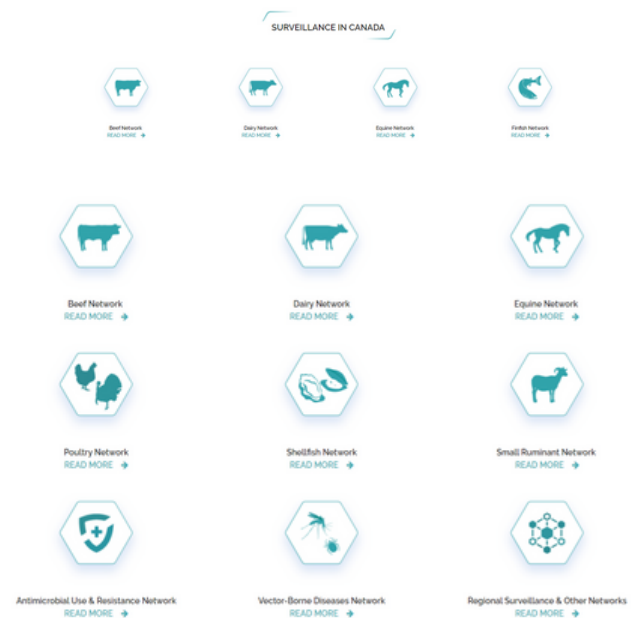 SURVEILLANCE IN CANADA
Beef Network
READ MORE
Dairy Network
READ MORE
Equine Network
READ MORE
Finfish Network
READ MORE
Beef Network
READ MORE
Dairy Network
READ MORE
Equine Network
READ MORE
Poultry Network
READ MORE
Shellfish Network
READ MORE
Small Ruminant Network
READ MORE
Antimicrobial Use & Resistance Network
READ MORE
Vector-Borne Diseases Network
READ MORE
Regional Surveillance & Other Networks
READ MORE